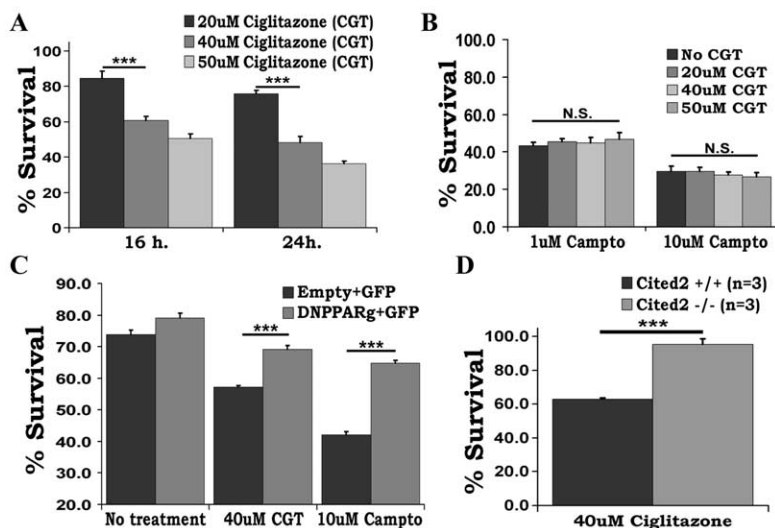 A
20uM Ciglitazone (CGT)
40uM Ciglitazone (CGT)
50uM Ciglitazone (CGT)
% Survival
100
80
60
40
20
0
***
***
16 h.
24h.
B
No CGT
20uM CGT
40uM CGT
50uM CGT
% Survival
100.0
80.0
60.0
40.0
20.0
0.0
N.S.
N.S.
1uM Campto
10uM Campto
C
Empty+GFP
DNPPARg+GFP
% Survival
90.0
80.0
70.0
60.0
50.0
40.0
30.0
20.0
***
***
No treatment
40uM CGT
10uM Campto
D
Cited2 +/+ (n=3)
Cited2 -/- (n=3)
% Survival
100.0
80.0
60.0
40.0
20.0
0.0
***
40uM Ciglitazone